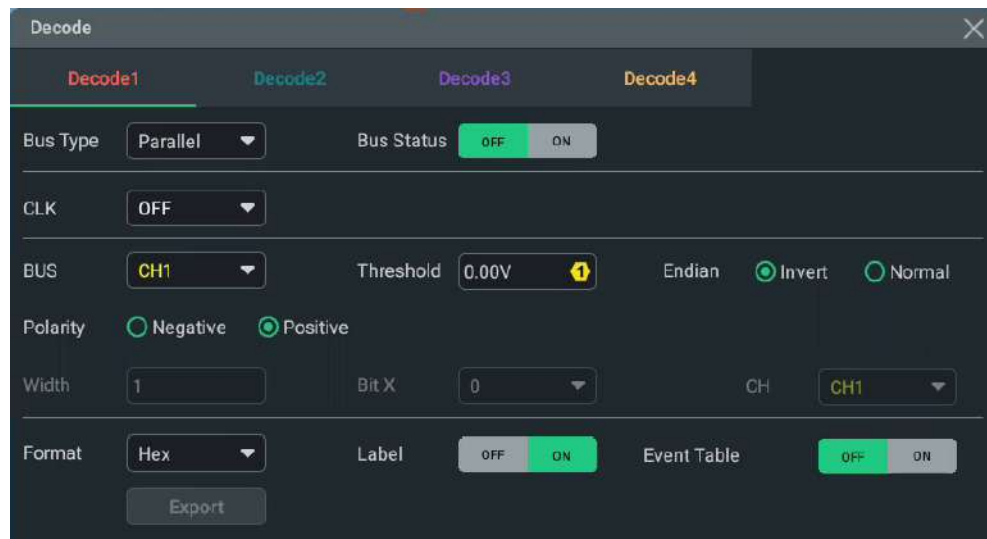 Decode
Decode1 Decode2 Decode3 Decode4
Bus Type Parallel Bus Status OFF ON
CLK OFF
BUS CH1 Threshold 0.00V 1 Endian Invert Normal
Polarity Negative Positive
Width 1 Bit X 0 CH CH1
Format Hex Label OFF ON Event Table OFF ON
Export